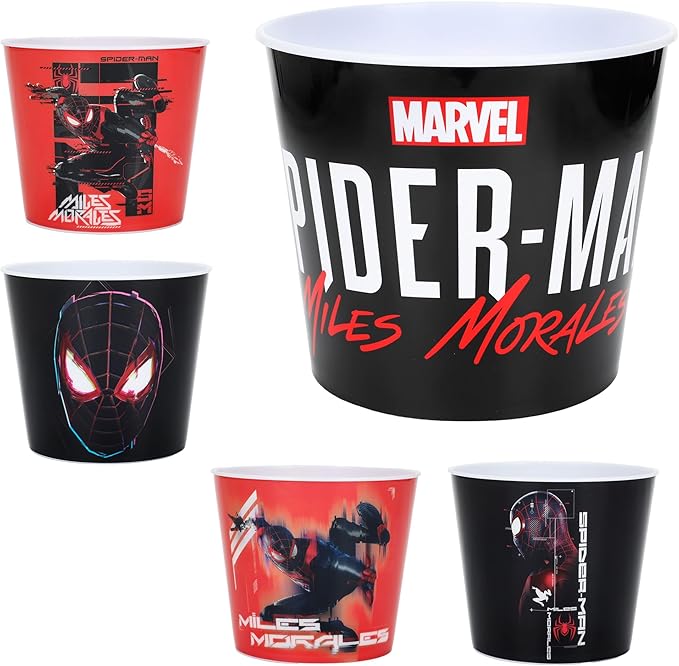 SPIDER-MAN
MILES
MORALES
MARVEL
PIDER-MA
MILES MORALES
MILES
MORALES
SPIDER-MAN
MILES
MORALES